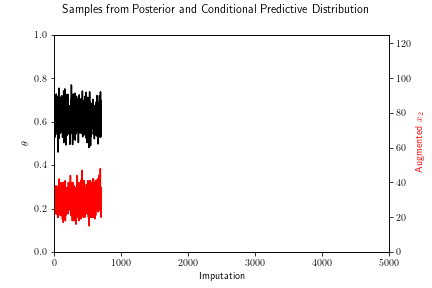 Samples from Posterior and Conditional Predictive Distribution
1.0
0.8
0.6
0.4
0.2
0.0
θ
120
100
80
60
40
20
0
Augmented x₂
0 1000 2000 3000 4000 5000
Imputation